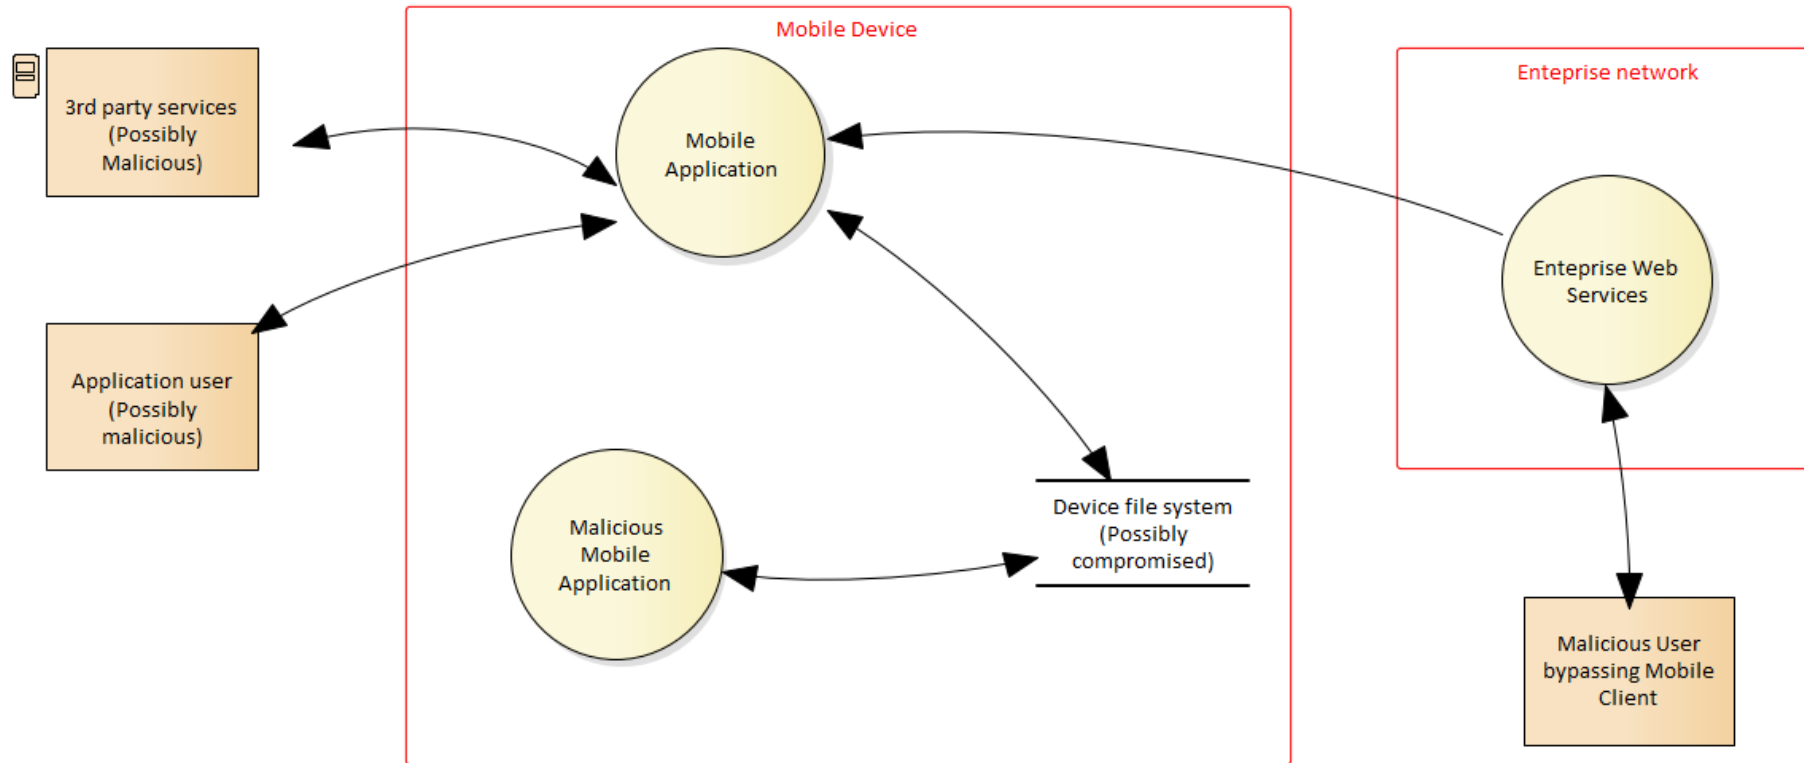 Mobile Device
Enteprise network
3rd party services
(Possibly
Malicious)
Mobile
Application
Enteprise Web
Services
Application user
(Possibly
malicious)
Malicious
Mobile
Application
Device file system
(Possibly
compromised)
Malicious User
bypassing Mobile
Client